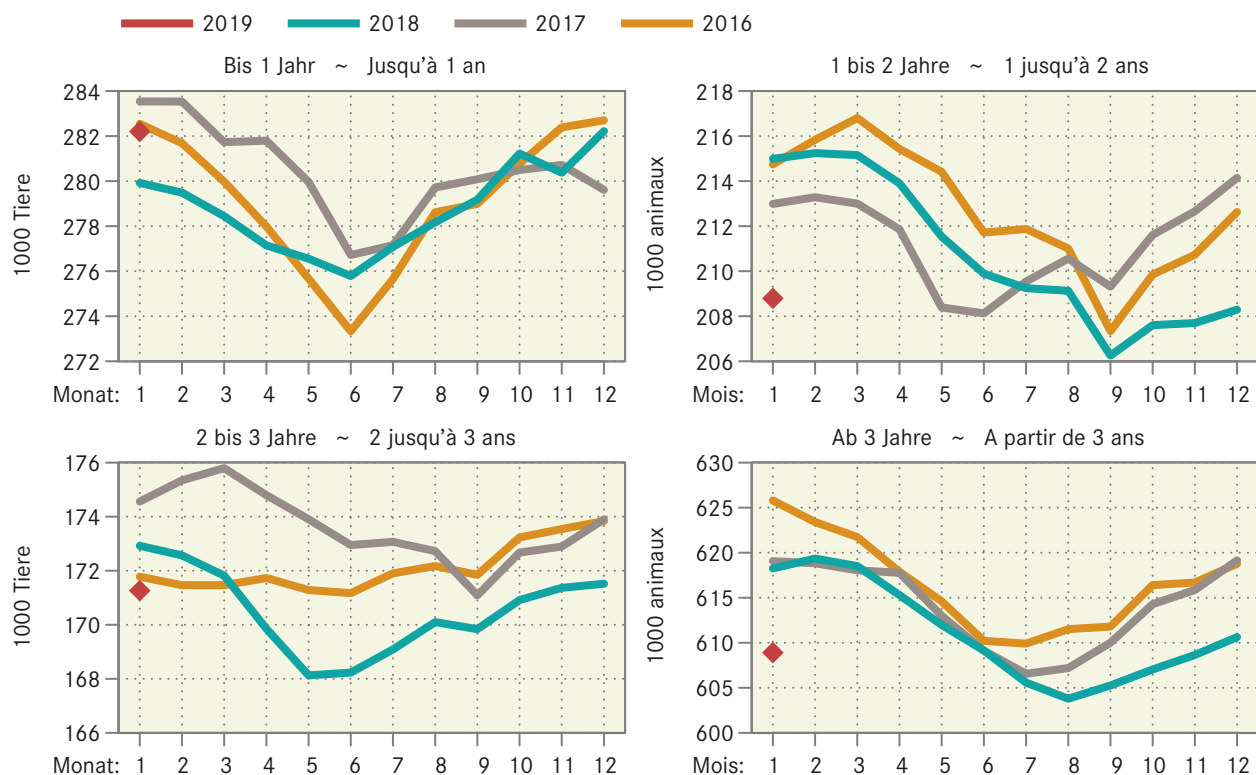 2019 2018 2017 2016
Bis 1 Jahr ~ Jusqu'à 1 an
1000 Tiere
284
282
280
278
276
274
272
Monat: 1 2 3 4 5 6 7 8 9 10 11 12
1 bis 2 Jahre ~ 1 jusqu'à 2 ans
1000 animaux
218
216
214
212
210
208
206
Mois: 1 2 3 4 5 6 7 8 9 10 11 12
2 bis 3 Jahre ~ 2 jusqu'à 3 ans
1000 Tiere
176
174
172
170
168
166
Monat: 1 2 3 4 5 6 7 8 9 10 11 12
Ab 3 Jahre ~ A partir de 3 ans
1000 animaux
630
625
620
615
610
605
600
Mois: 1 2 3 4 5 6 7 8 9 10 11 12